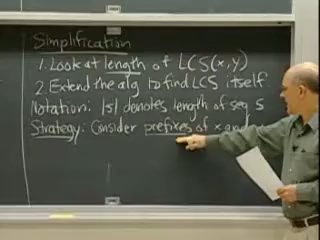 Simplification
1. Look at length of LCS(x,y)
2. Extend the alg to find LCS itself.
Notation: |s| denotes length of seq s
Strategy: Consider prefixes of x and